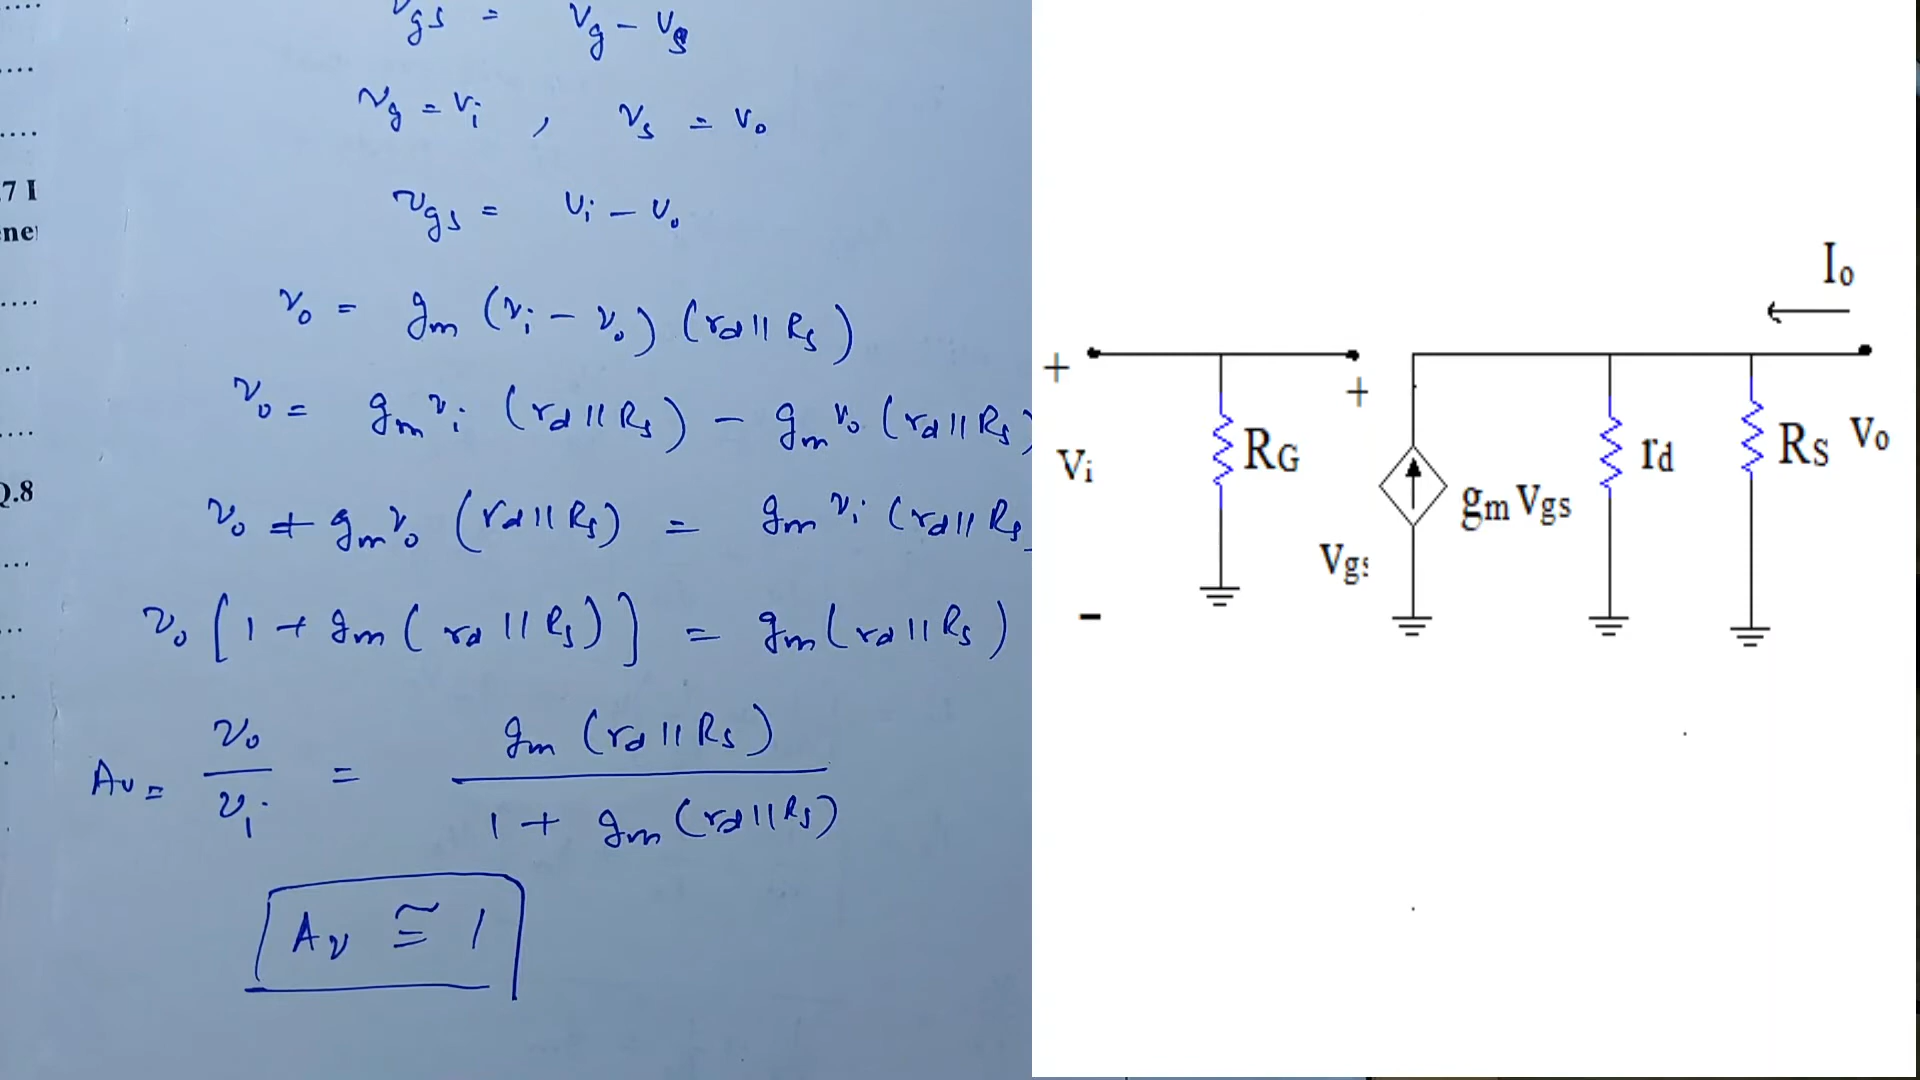 vgs = vg - vs
vg = vi , vs = vo
vgs = vi - vo
vo = gm (vi - vo) (rd || Rs)
vo = gm vi (rd || Rs) - gm vo (rd || Rs)
vo + gm vo (rd || Rs) = gm vi (rd || Rs
vo [1 + gm ( rd || Rs)] = gm (rd || Rs)
Av = vo / vi = gm (rd || Rs) / 1 + gm (rd || Rs)
Av ≅ 1
7 I
Q.8
Io
+
+
Vi
RG
gm Vgs
rd
Rs
Vo
Vgs
-